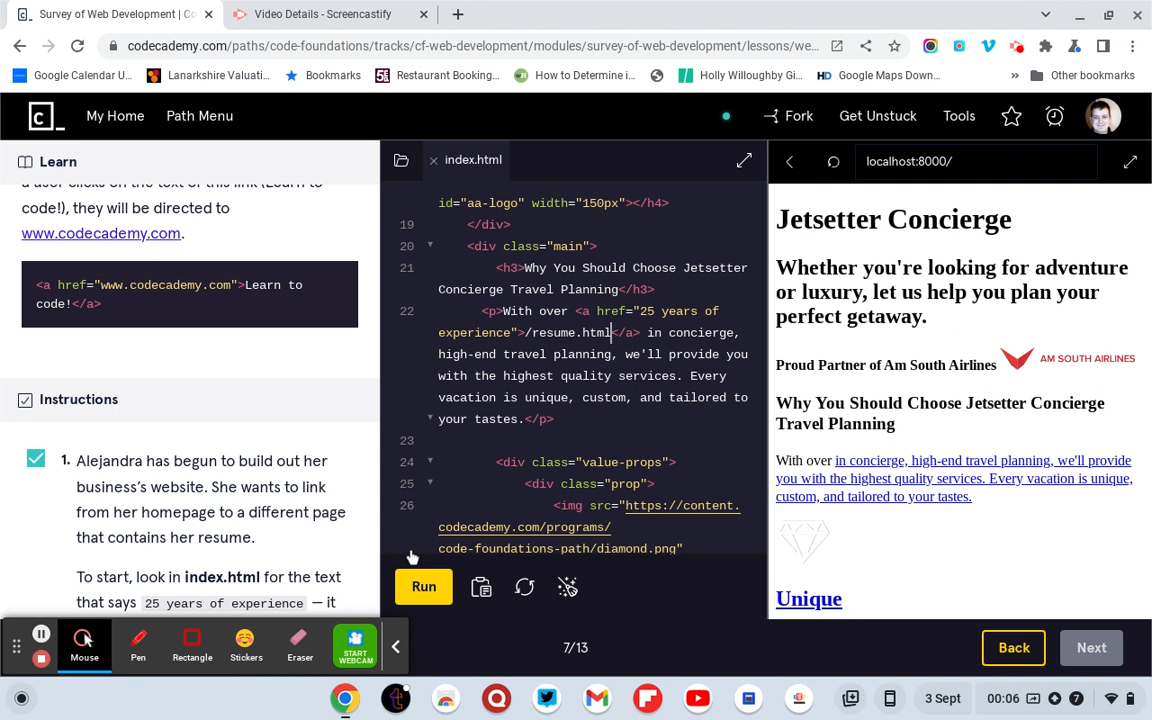 Survey of Web Development | Co
Video Details - Screencastify
codecademy.com/paths/code-foundations/tracks/cf-web-development/modules/survey-of-web-development/lessons/we...
Google Calendar U...
Lanarkshire Valuati...
Bookmarks
Restaurant Booking...
How to Determine i...
Holly Willoughby Gi...
HD Google Maps Down...
»
Other bookmarks
c_
My Home
Path Menu
Fork
Get Unstuck
Tools
Learn
a user clicks on the text of this link (Learn to
code!), they will be directed to
www.codecademy.com.
<a href="www.codecademy.com">Learn to
code!</a>
Instructions
1. Alejandra has begun to build out her
business's website. She wants to link
from her homepage to a different page
that contains her resume.
To start, look in index.html for the text
that says 25 years of experience — it
index.html
id="aa-logo" width="150px"></h4>
19 </div>
20 <div class="main">
21 <h3>Why You Should Choose Jetsetter
Concierge Travel Planning</h3>
22 <p>With over <a href="25 years of
experience">/resume.html</a> in concierge,
high-end travel planning, we'll provide you
with the highest quality services. Every
vacation is unique, custom, and tailored to
your tastes.</p>
23
24 <div class="value-props">
25 <div class="prop">
26 <img src="https://content.
codecademy.com/programs/
code-foundations-path/diamond.png"
Run
localhost:8000/
Jetsetter Concierge
Whether you're looking for adventure
or luxury, let us help you plan your
perfect getaway.
Proud Partner of Am South Airlines
AM SOUTH AIRLINES
Why You Should Choose Jetsetter Concierge
Travel Planning
With over in concierge, high-end travel planning, we'll provide
you with the highest quality services. Every vacation is unique,
custom, and tailored to your tastes.
Unique
Mouse
Pen
Rectangle
Stickers
Eraser
START
WEBCAM
7/13
Back
Next
3 Sept
00:06
7